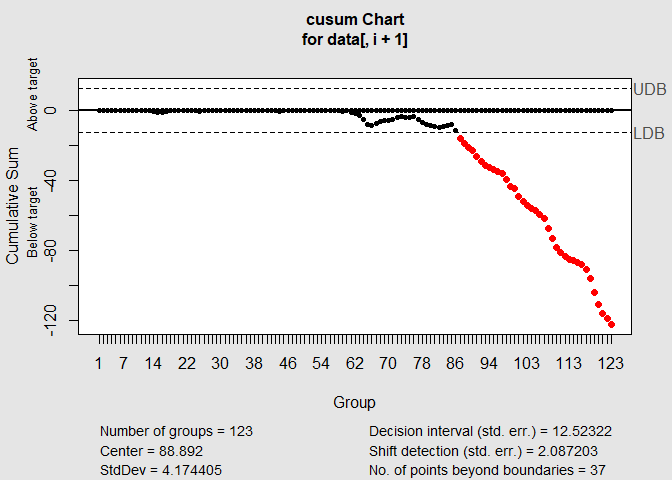 cusum Chart
for data[, i + 1]
Cumulative Sum
Above target
Below target
0
-40
-80
-120
UDB
LDB
1 7 14 22 30 38 46 54 62 70 78 86 94 103 113 123
Group
Number of groups = 123
Center = 88.892
StdDev = 4.174405
Decision interval (std. err.) = 12.52322
Shift detection (std. err.) = 2.087203
No. of points beyond boundaries = 37